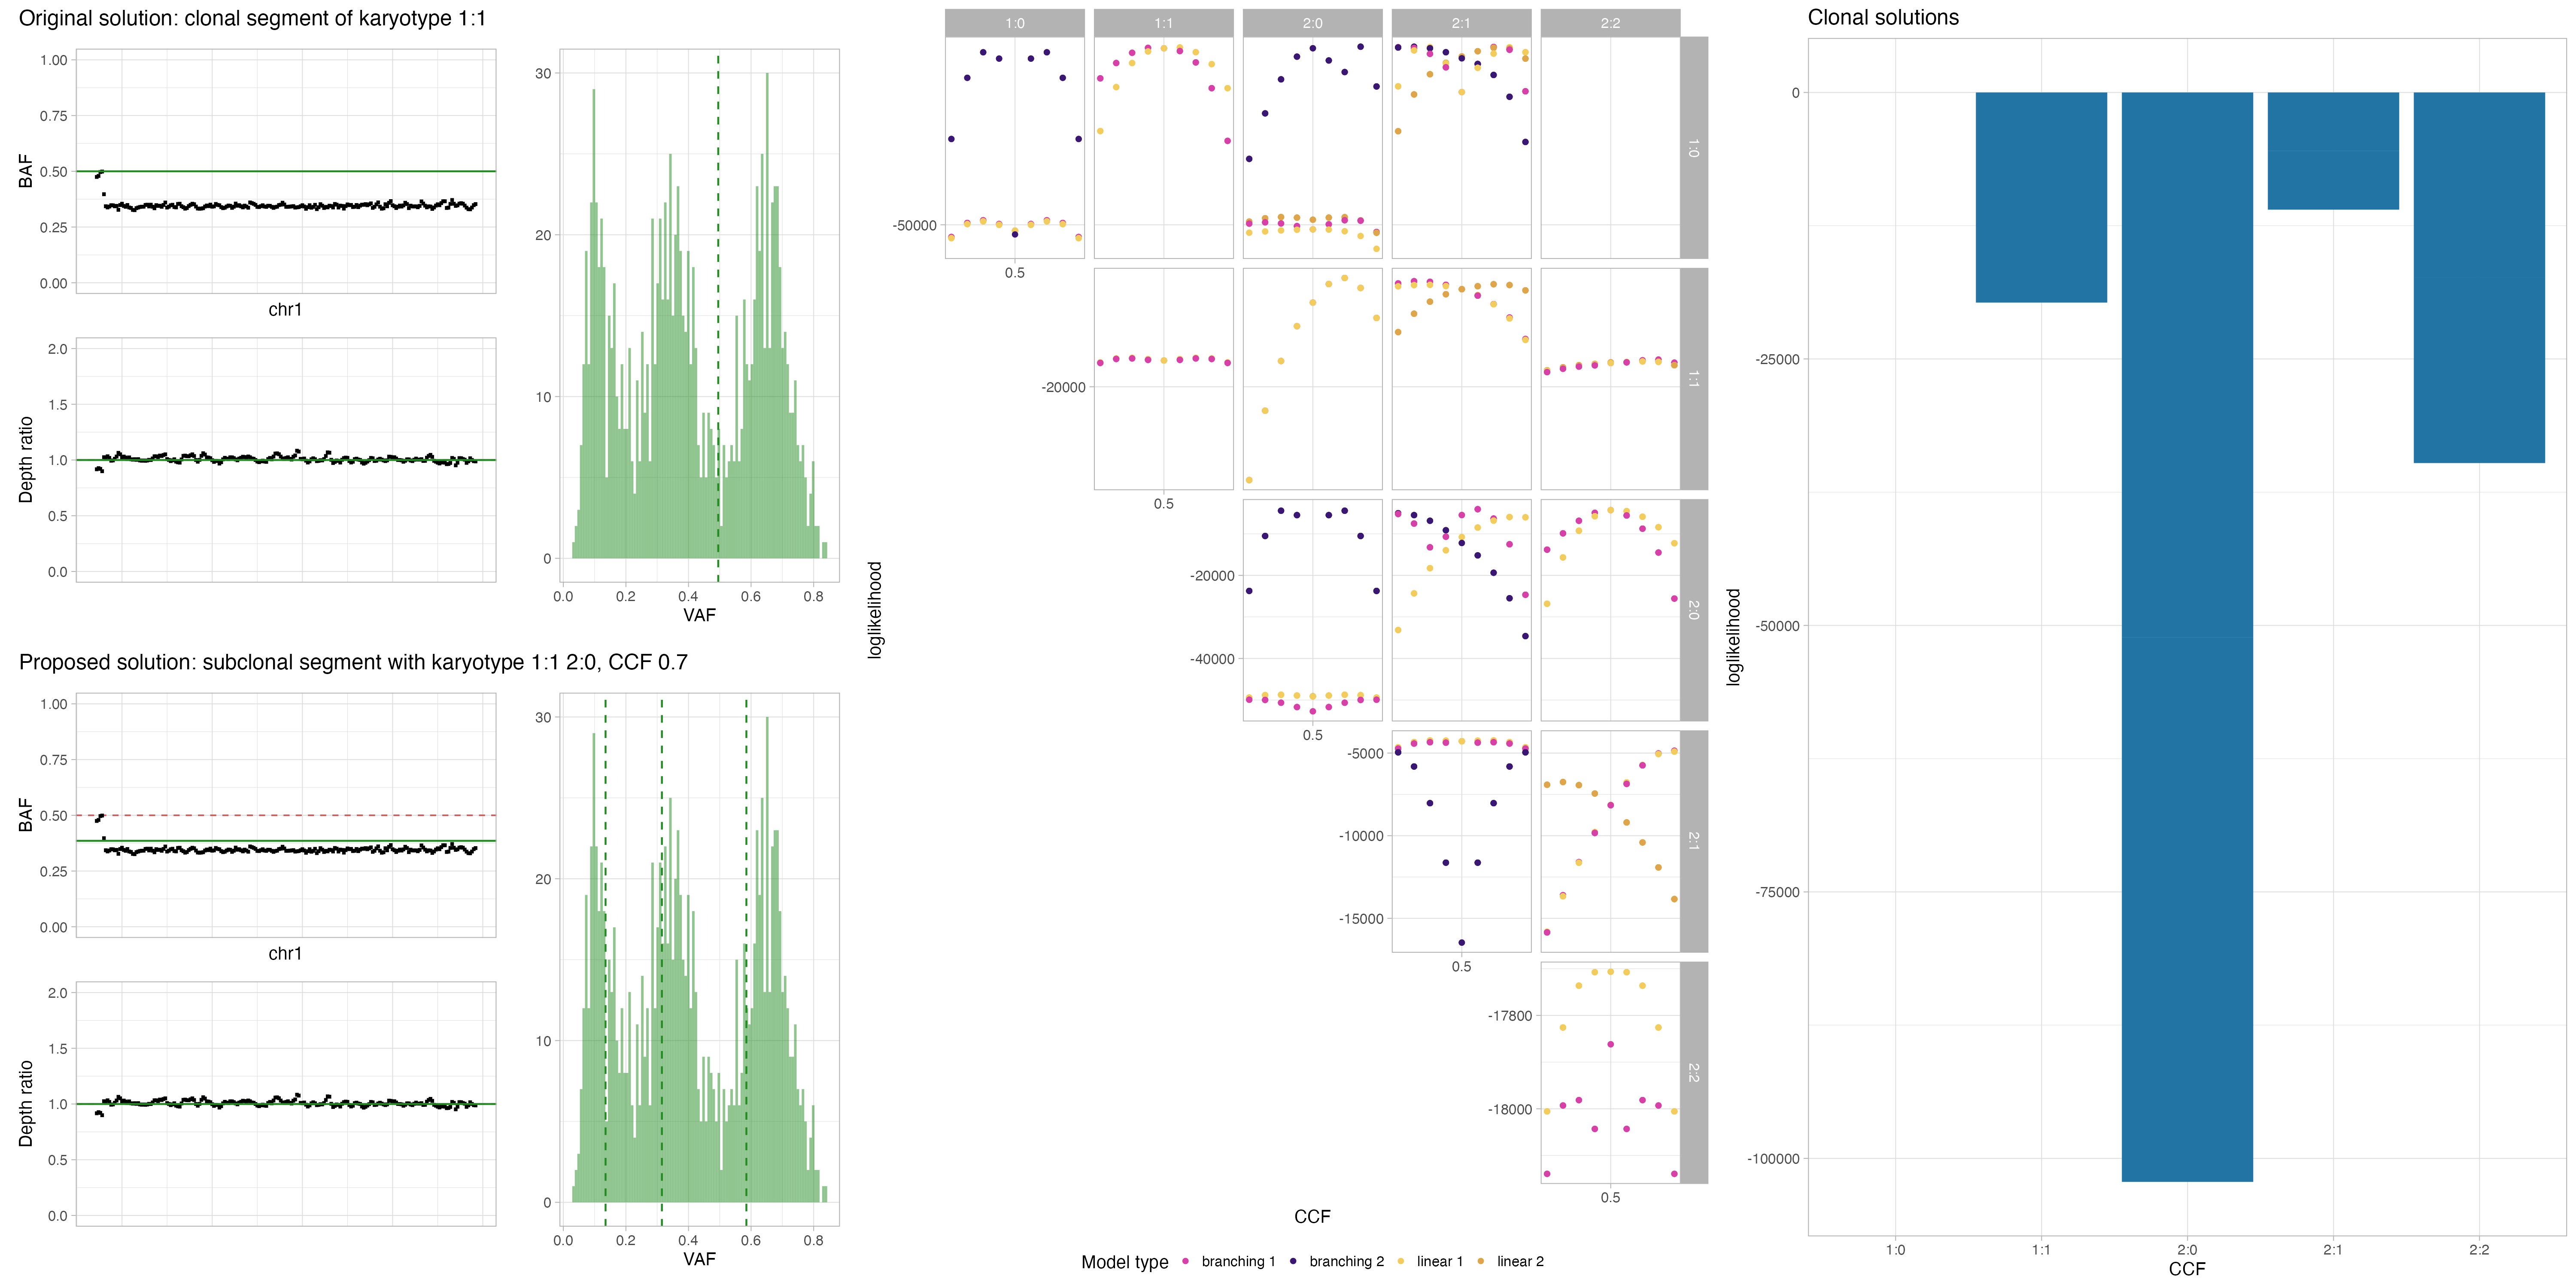 Original solution: clonal segment of karyotype 1:1
1.00
0.75
0.50
0.25
0.00
BAF
chr1
2.0
1.5
1.0
0.5
0.0
Depth ratio
30
20
10
0
0.0 0.2 0.4 0.6 0.8
VAF
Proposed solution: subclonal segment with karyotype 1:1 2:0, CCF 0.7
1.00
0.75
0.50
0.25
0.00
BAF
chr1
2.0
1.5
1.0
0.5
0.0
Depth ratio
30
20
10
0
0.0 0.2 0.4 0.6 0.8
VAF
1:0 1:1 2:0 2:1 2:2
-50000
1:0
0.5
-20000
1:1
0.5
-20000
-40000
2:0
0.5
-5000
-10000
-15000
2:1
0.5
-17800
-18000
2:2
0.5
loglikelihood
CCF
Model type branching 1 branching 2 linear 1 linear 2
Clonal solutions
0
-25000
-50000
-75000
-100000
loglikelihood
1:0 1:1 2:0 2:1 2:2
CCF